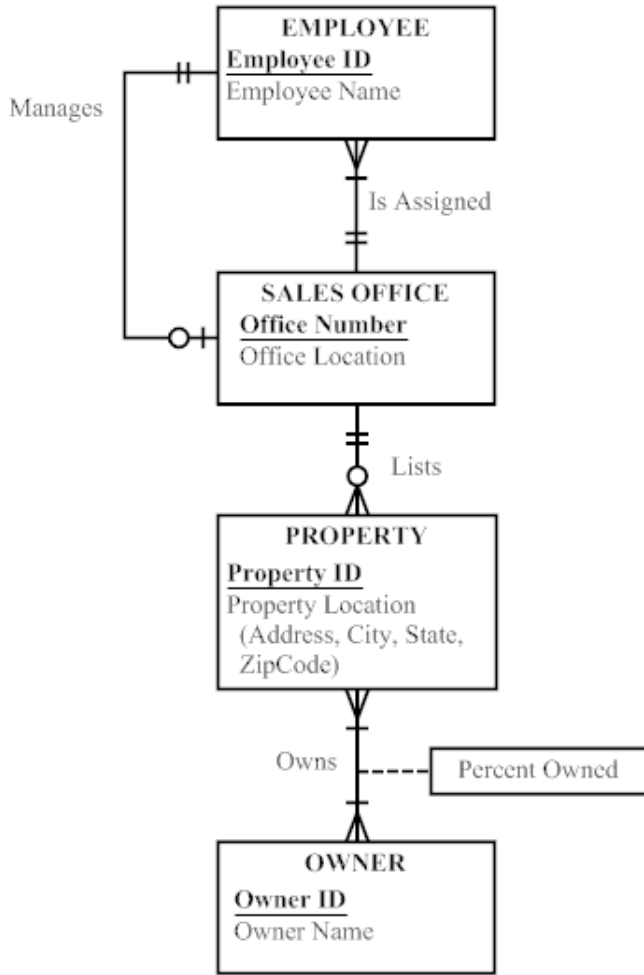 EMPLOYEE
Employee ID
Employee Name
Manages
Is Assigned
SALES OFFICE
Office Number
Office Location
Lists
PROPERTY
Property ID
Property Location
(Address, City, State,
ZipCode)
Owns
Percent Owned
OWNER
Owner ID
Owner Name